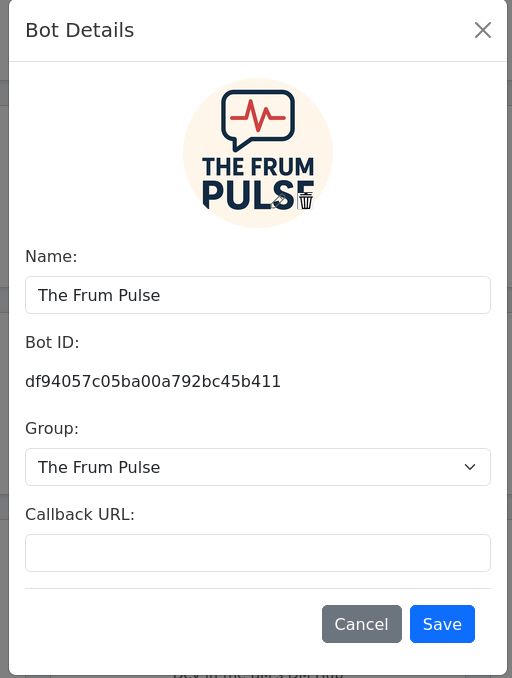 Bot Details
THE FRUM
PULSE
Name:
The Frum Pulse
Bot ID:
df94057c05ba00a792bc45b411
Group:
The Frum Pulse
Callback URL:
Cancel
Save